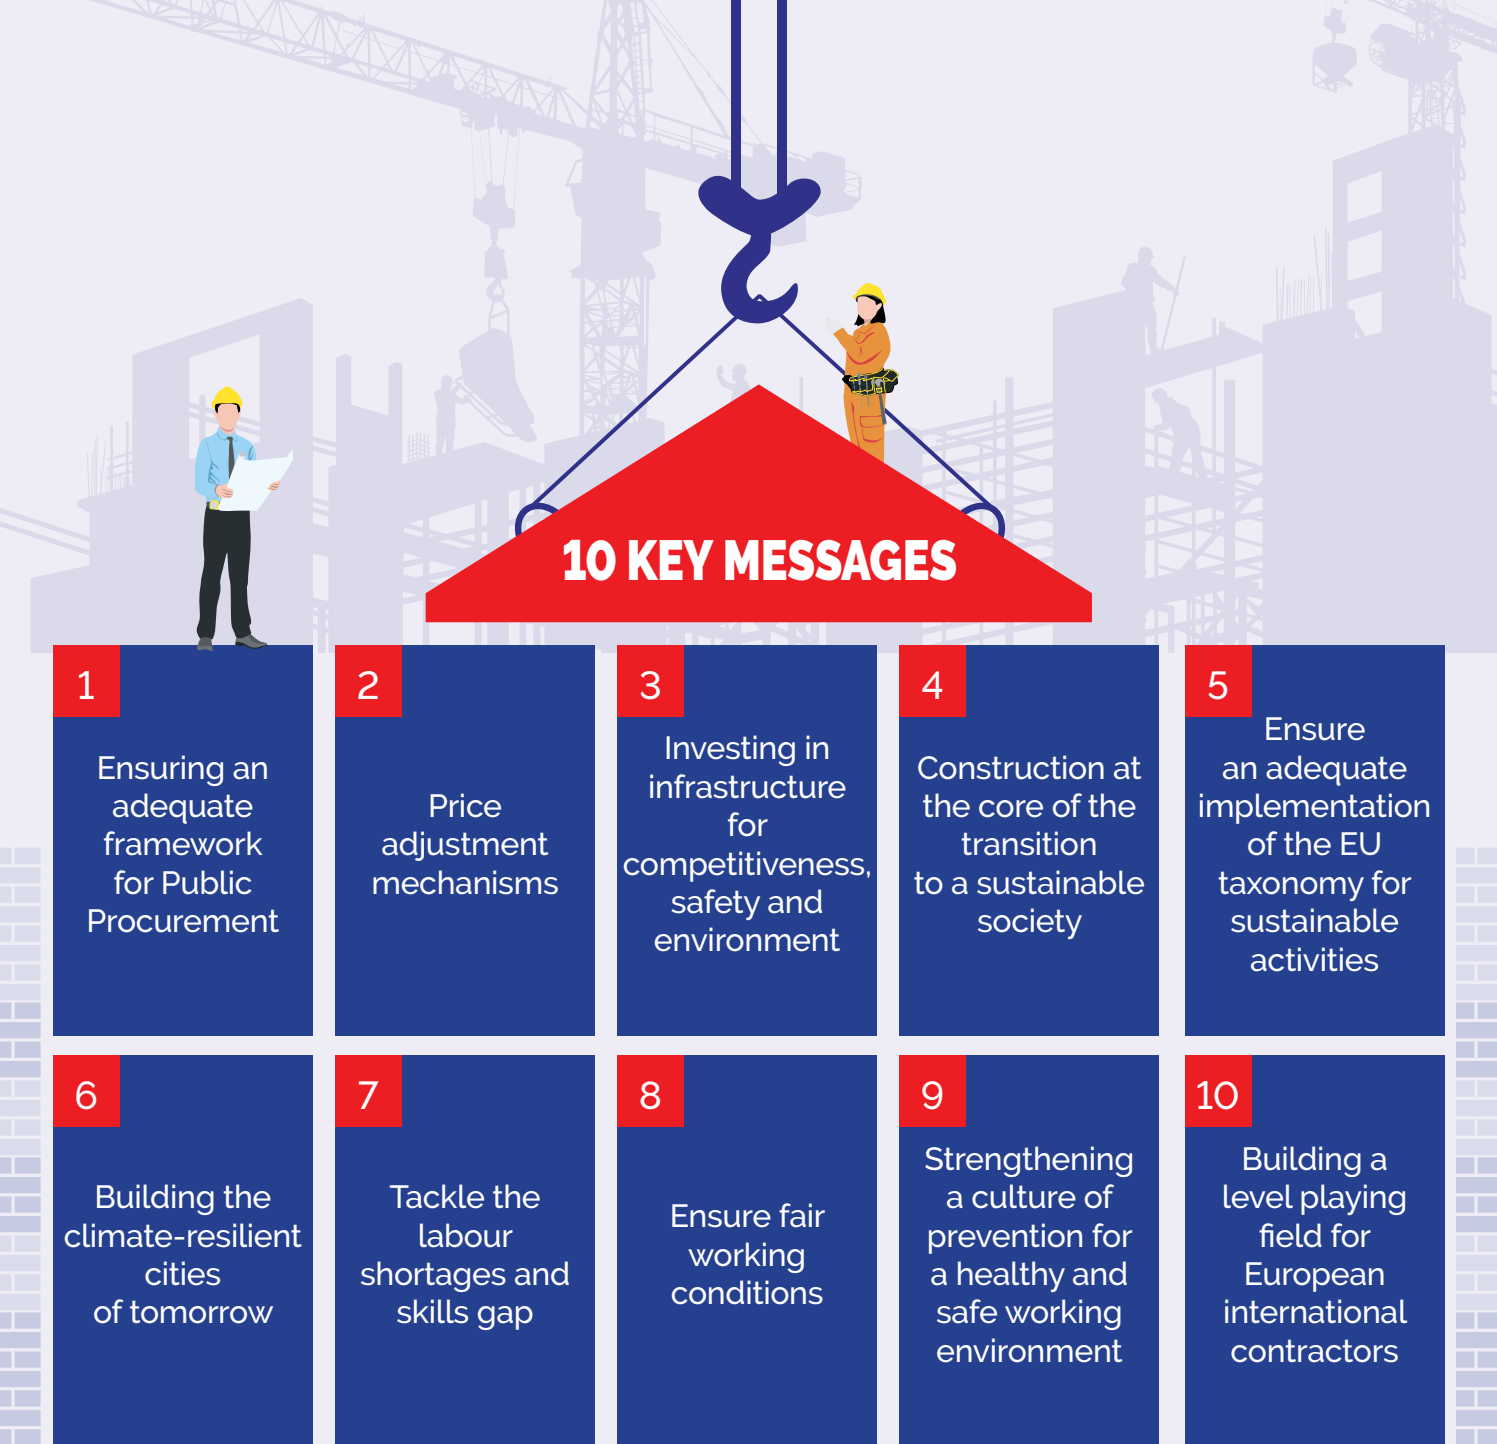 10 KEY MESSAGES
1
Ensuring an
adequate
framework
for Public
Procurement
2
Price
adjustment
mechanisms
3
Investing in
infrastructure
for
competitiveness,
safety and
environment
4
Construction at
the core of the
transition
to a sustainable
society
5
Ensure
an adequate
implementation
of the EU
taxonomy for
sustainable
activities
6
Building the
climate-resilient
cities
of tomorrow
7
Tackle the
labour
shortages and
skills gap
8
Ensure fair
working
conditions
9
Strengthening
a culture of
prevention for
a healthy and
safe working
environment
10
Building a
level playing
field for
European
international
contractors